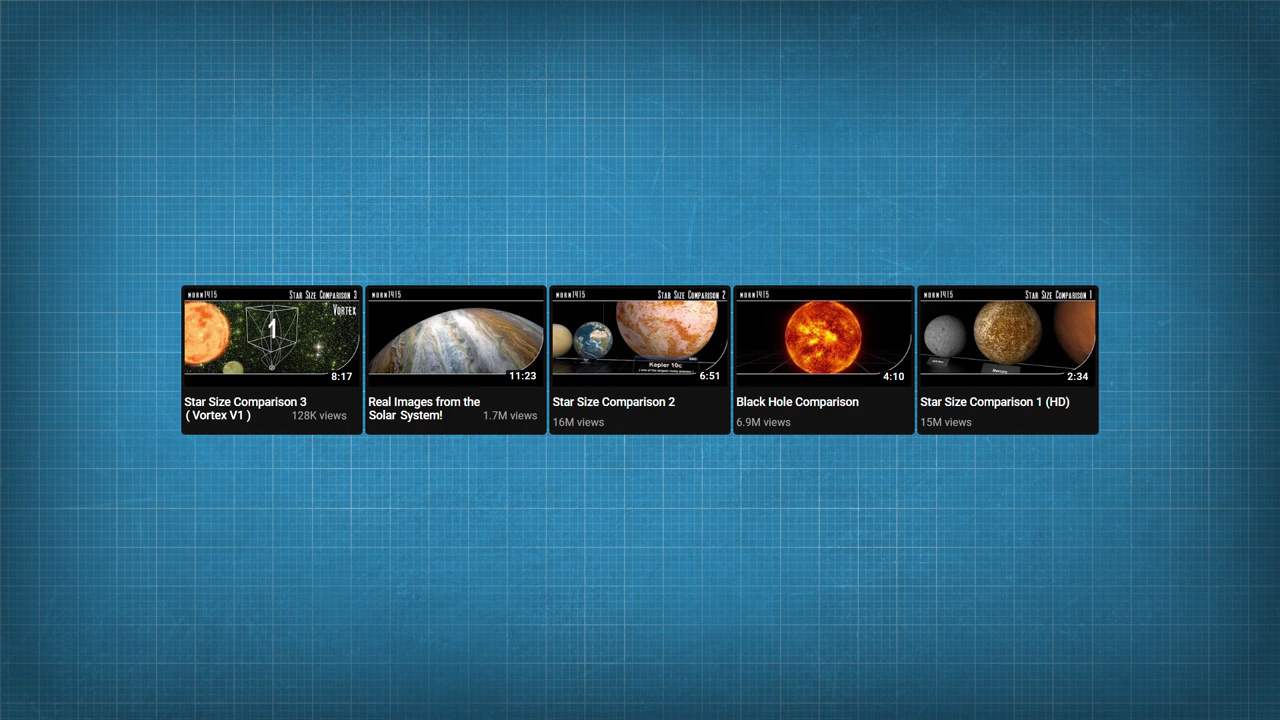 morn1415 Star Size Comparison 3
Vortex
1
8:17
Star Size Comparison 3
( Vortex V1 ) 128K views
morn1415
11:23
Real Images from the
Solar System! 1.7M views
morn1415 Star Size Comparison 2
Kepler 10c
6:51
Star Size Comparison 2
16M views
morn1415
4:10
Black Hole Comparison
6.9M views
morn1415 Star Size Comparison 1
Mercury
2:34
Star Size Comparison 1 (HD)
15M views